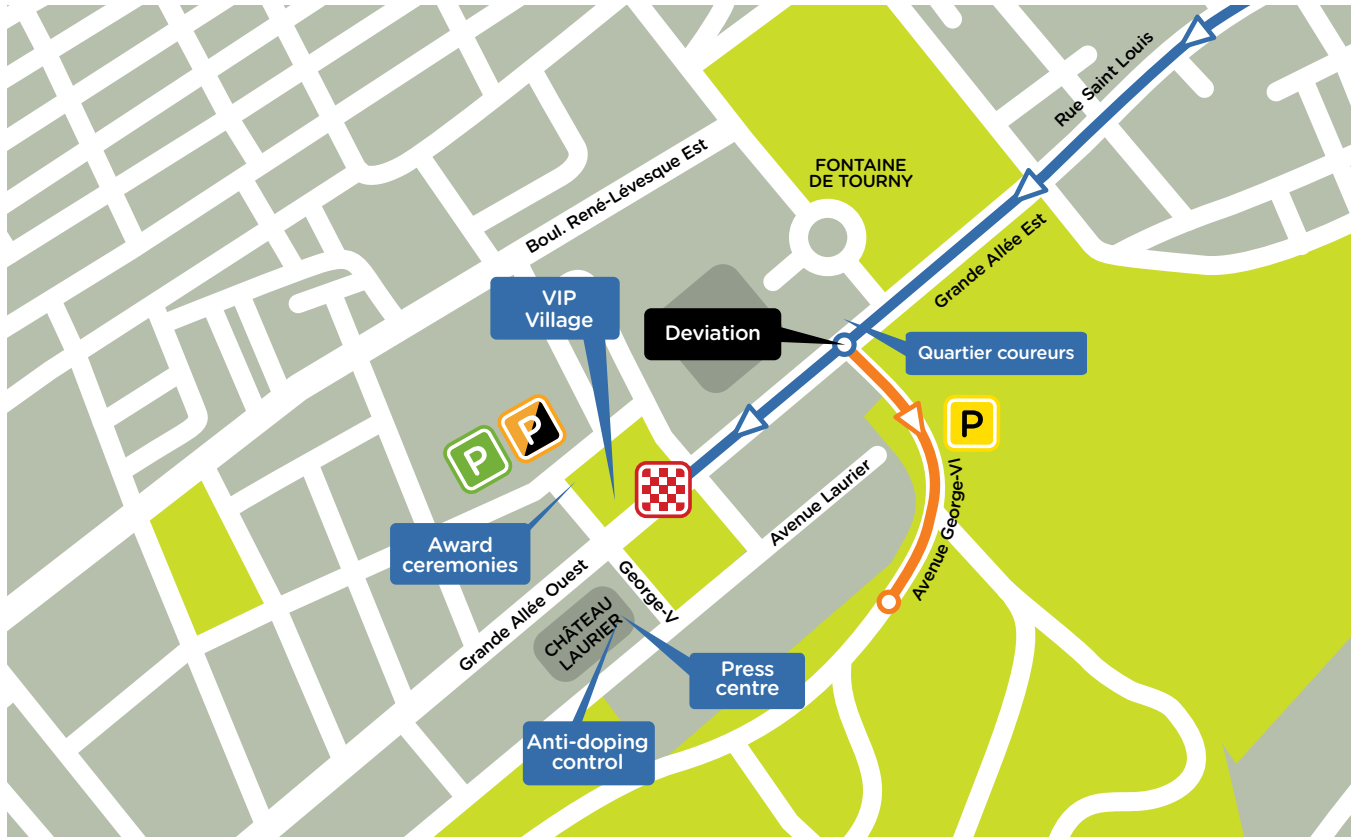 Rue Saint Louis
FONTAINE
DE TOURNY
Boul. René-Lévesque Est
Grande Allée Est
VIP
Village
Deviation
Quartier coureurs
P
P
P
Avenue Laurier
Avenue George-VI
Award
ceremonies
George-V
Grande Allée Ouest
CHÂTEAU
LAURIER
Press
centre
Anti-doping
control